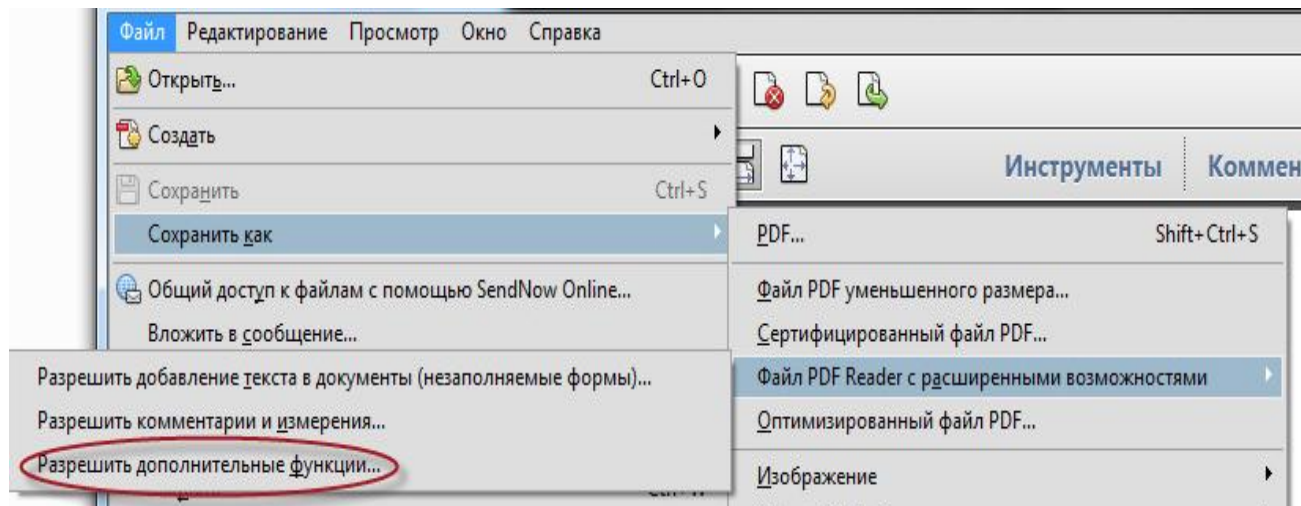 Файл Редактирование Просмотр Окно Справка
Открыть... Ctrl+O
Создать
Инструменты Коммен
Сохранить Ctrl+S
Сохранить как
PDF... Shift+Ctrl+S
Общий доступ к файлам с помощью SendNow Online...
Файл PDF уменьшенного размера...
Вложить в сообщение...
Сертифицированный файл PDF...
Разрешить добавление текста в документы (незаполняемые формы)...
Файл PDF Reader с расширенными возможностями
Разрешить комментарии и измерения...
Оптимизированный файл PDF...
Разрешить дополнительные функции...
Изображение